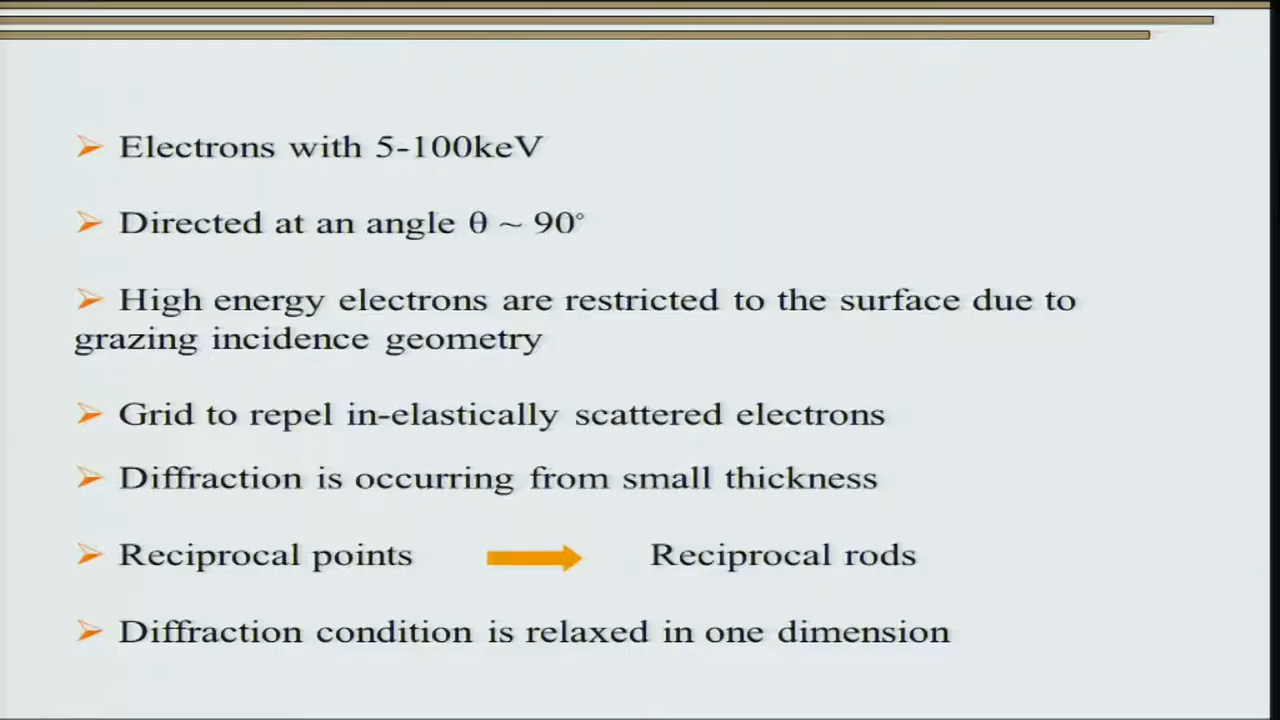 ➢ Electrons with 5-100keV
➢ Directed at an angle θ ~ 90°
➢ High energy electrons are restricted to the surface due to
grazing incidence geometry
➢ Grid to repel in-elastically scattered electrons
➢ Diffraction is occurring from small thickness
➢ Reciprocal points Reciprocal rods
➢ Diffraction condition is relaxed in one dimension